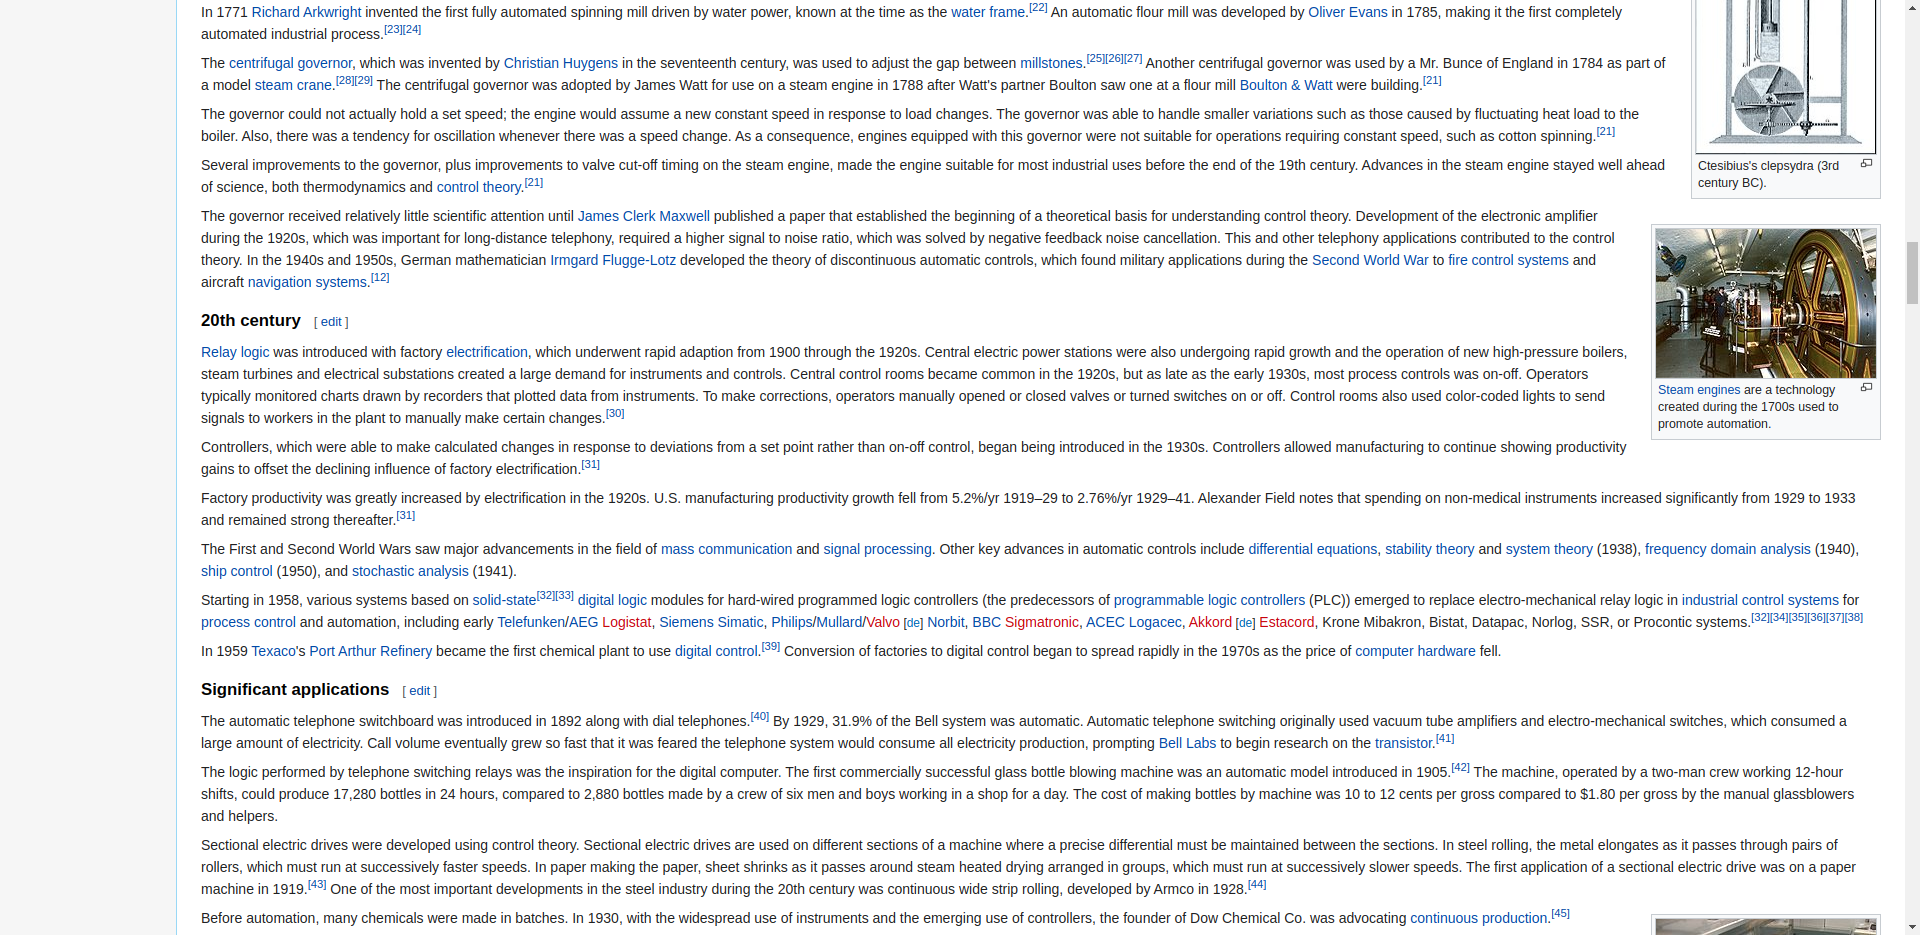 In 1771 Richard Arkwright invented the first fully automated spinning mill driven by water power, known at the time as the water frame.[22] An automatic flour mill was developed by Oliver Evans in 1785, making it the first completely
automated industrial process.[23][24]
The centrifugal governor, which was invented by Christian Huygens in the seventeenth century, was used to adjust the gap between millstones.[25][26][27] Another centrifugal governor was used by a Mr. Bunce of England in 1784 as part of
a model steam crane.[28][29] The centrifugal governor was adopted by James Watt for use on a steam engine in 1788 after Watt's partner Boulton saw one at a flour mill Boulton & Watt were building.[21]
The governor could not actually hold a set speed; the engine would assume a new constant speed in response to load changes. The governor was able to handle smaller variations such as those caused by fluctuating heat load to the
boiler. Also, there was a tendency for oscillation whenever there was a speed change. As a consequence, engines equipped with this governor were not suitable for operations requiring constant speed, such as cotton spinning.[21]
Several improvements to the governor, plus improvements to valve cut-off timing on the steam engine, made the engine suitable for most industrial uses before the end of the 19th century. Advances in the steam engine stayed well ahead
of science, both thermodynamics and control theory.[21]
The governor received relatively little scientific attention until James Clerk Maxwell published a paper that established the beginning of a theoretical basis for understanding control theory. Development of the electronic amplifier
during the 1920s, which was important for long-distance telephony, required a higher signal to noise ratio, which was solved by negative feedback noise cancellation. This and other telephony applications contributed to the control
theory. In the 1940s and 1950s, German mathematician Irmgard Flugge-Lotz developed the theory of discontinuous automatic controls, which found military applications during the Second World War to fire control systems and
aircraft navigation systems.[12]
Ctesibius's clepsydra (3rd
century BC).
Steam engines are a technology
created during the 1700s used to
promote automation.
20th century [ edit ]
Relay logic was introduced with factory electrification, which underwent rapid adaption from 1900 through the 1920s. Central electric power stations were also undergoing rapid growth and the operation of new high-pressure boilers,
steam turbines and electrical substations created a large demand for instruments and controls. Central control rooms became common in the 1920s, but as late as the early 1930s, most process controls was on-off. Operators
typically monitored charts drawn by recorders that plotted data from instruments. To make corrections, operators manually opened or closed valves or turned switches on or off. Control rooms also used color-coded lights to send
signals to workers in the plant to manually make certain changes.[30]
Controllers, which were able to make calculated changes in response to deviations from a set point rather than on-off control, began being introduced in the 1930s. Controllers allowed manufacturing to continue showing productivity
gains to offset the declining influence of factory electrification.[31]
Factory productivity was greatly increased by electrification in the 1920s. U.S. manufacturing productivity growth fell from 5.2%/yr 1919–29 to 2.76%/yr 1929–41. Alexander Field notes that spending on non-medical instruments increased significantly from 1929 to 1933
and remained strong thereafter.[31]
The First and Second World Wars saw major advancements in the field of mass communication and signal processing. Other key advances in automatic controls include differential equations, stability theory and system theory (1938), frequency domain analysis (1940),
ship control (1950), and stochastic analysis (1941).
Starting in 1958, various systems based on solid-state[32][33] digital logic modules for hard-wired programmed logic controllers (the predecessors of programmable logic controllers (PLC)) emerged to replace electro-mechanical relay logic in industrial control systems for
process control and automation, including early Telefunken/AEG Logistat, Siemens Simatic, Philips/Mullard/Valvo [de] Norbit, BBC Sigmatronic, ACEC Logacec, Akkord [de] Estacord, Krone Mibakron, Bistat, Datapac, Norlog, SSR, or Procontic systems.[32][34][35][36][37][38]
In 1959 Texaco's Port Arthur Refinery became the first chemical plant to use digital control.[39] Conversion of factories to digital control began to spread rapidly in the 1970s as the price of computer hardware fell.
Significant applications [ edit ]
The automatic telephone switchboard was introduced in 1892 along with dial telephones.[40] By 1929, 31.9% of the Bell system was automatic. Automatic telephone switching originally used vacuum tube amplifiers and electro-mechanical switches, which consumed a
large amount of electricity. Call volume eventually grew so fast that it was feared the telephone system would consume all electricity production, prompting Bell Labs to begin research on the transistor.[41]
The logic performed by telephone switching relays was the inspiration for the digital computer. The first commercially successful glass bottle blowing machine was an automatic model introduced in 1905.[42] The machine, operated by a two-man crew working 12-hour
shifts, could produce 17,280 bottles in 24 hours, compared to 2,880 bottles made by a crew of six men and boys working in a shop for a day. The cost of making bottles by machine was 10 to 12 cents per gross compared to $1.80 per gross by the manual glassblowers
and helpers.
Sectional electric drives were developed using control theory. Sectional electric drives are used on different sections of a machine where a precise differential must be maintained between the sections. In steel rolling, the metal elongates as it passes through pairs of
rollers, which must run at successively faster speeds. In paper making the paper, sheet shrinks as it passes around steam heated drying arranged in groups, which must run at successively slower speeds. The first application of a sectional electric drive was on a paper
machine in 1919.[43] One of the most important developments in the steel industry during the 20th century was continuous wide strip rolling, developed by Armco in 1928.[44]
Before automation, many chemicals were made in batches. In 1930, with the widespread use of instruments and the emerging use of controllers, the founder of Dow Chemical Co. was advocating continuous production.[45]